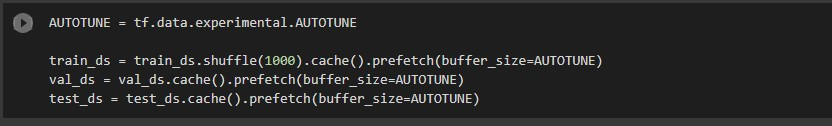 AUTOTUNE = tf.data.experimental.AUTOTUNE
train_ds = train_ds.shuffle(1000).cache().prefetch(buffer_size=AUTOTUNE)
val_ds = val_ds.cache().prefetch(buffer_size=AUTOTUNE)
test_ds = test_ds.cache().prefetch(buffer_size=AUTOTUNE)